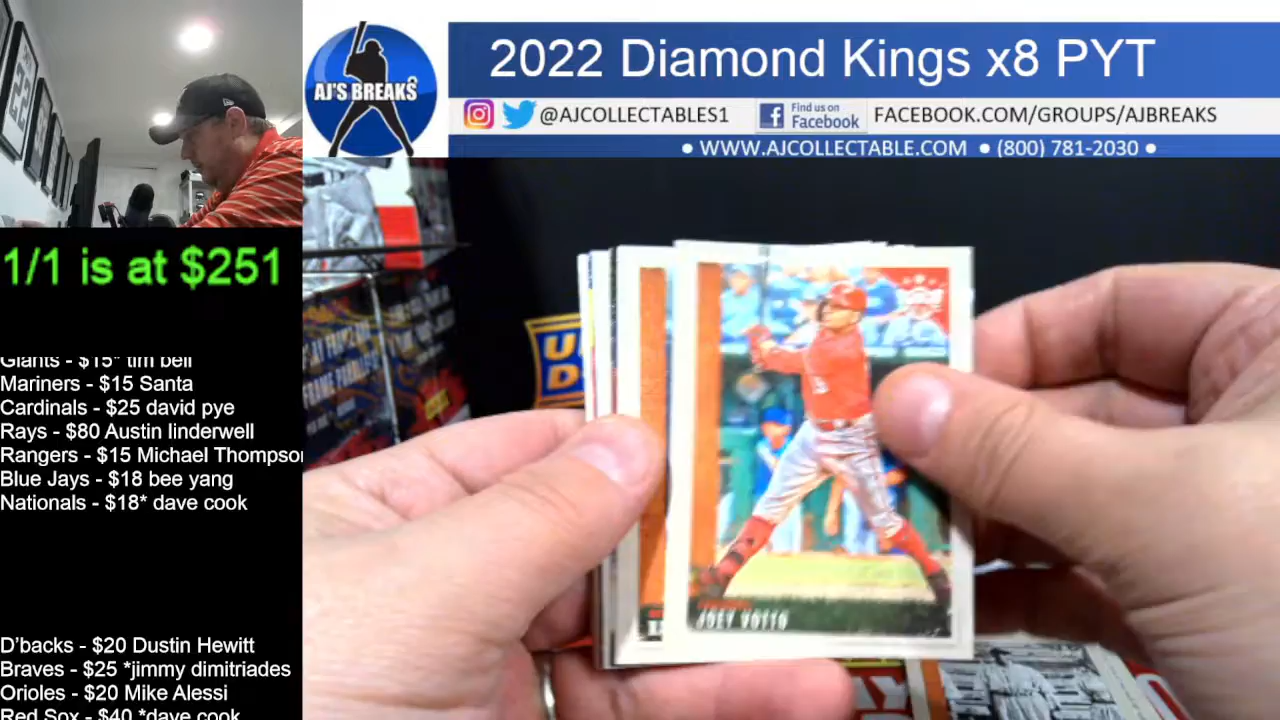 2022 Diamond Kings x8 PYT
AJ'S BREAKS
@AJCOLLECTABLES1
Find us on
Facebook
FACEBOOK.COM/GROUPS/AJBREAKS
• WWW.AJCOLLECTABLE.COM • (800) 781-2030 •
1/1 is at $251
Giants - $15* tim bell
Mariners - $15 Santa
Cardinals - $25 david pye
Rays - $80 Austin linderwell
Rangers - $15 Michael Thompson
Blue Jays - $18 bee yang
Nationals - $18* dave cook
D'backs - $20 Dustin Hewitt
Braves - $25 *jimmy dimitriades
Orioles - $20 Mike Alessi
Red Sox - $40 *dave cook
JOEY VOTTO